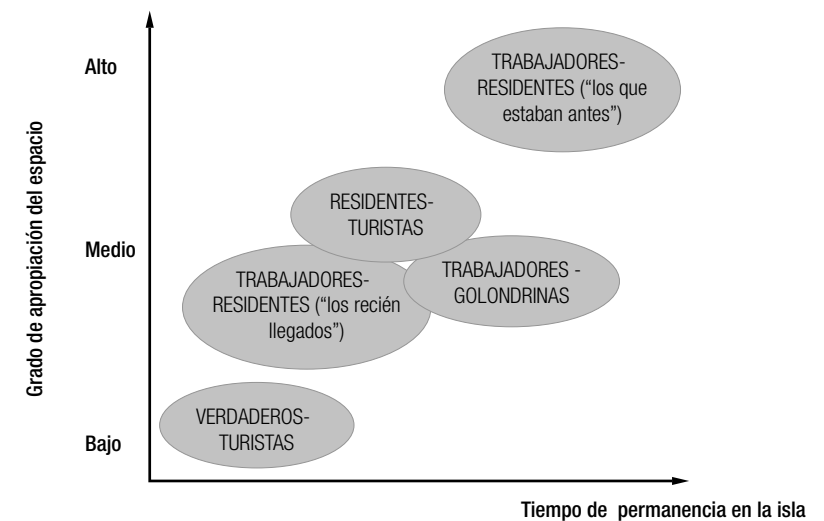 Alto
TRABAJADORES-
RESIDENTES (“los que
estaban antes”)
RESIDENTES-
TURISTAS
Grado de apropiación del espacio
Medio
TRABAJADORES -
GOLONDRINAS
TRABAJADORES-
RESIDENTES (“los recién
llegados”)
VERDADEROS-
TURISTAS
Bajo
Tiempo de  permanencia en la isla